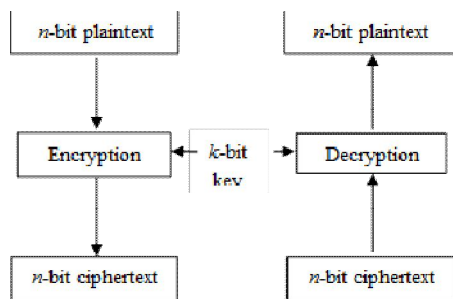 n-bit plaintext
n-bit plaintext
Encryption
k-bit
key
Decryption
n-bit ciphertext
n-bit ciphertext